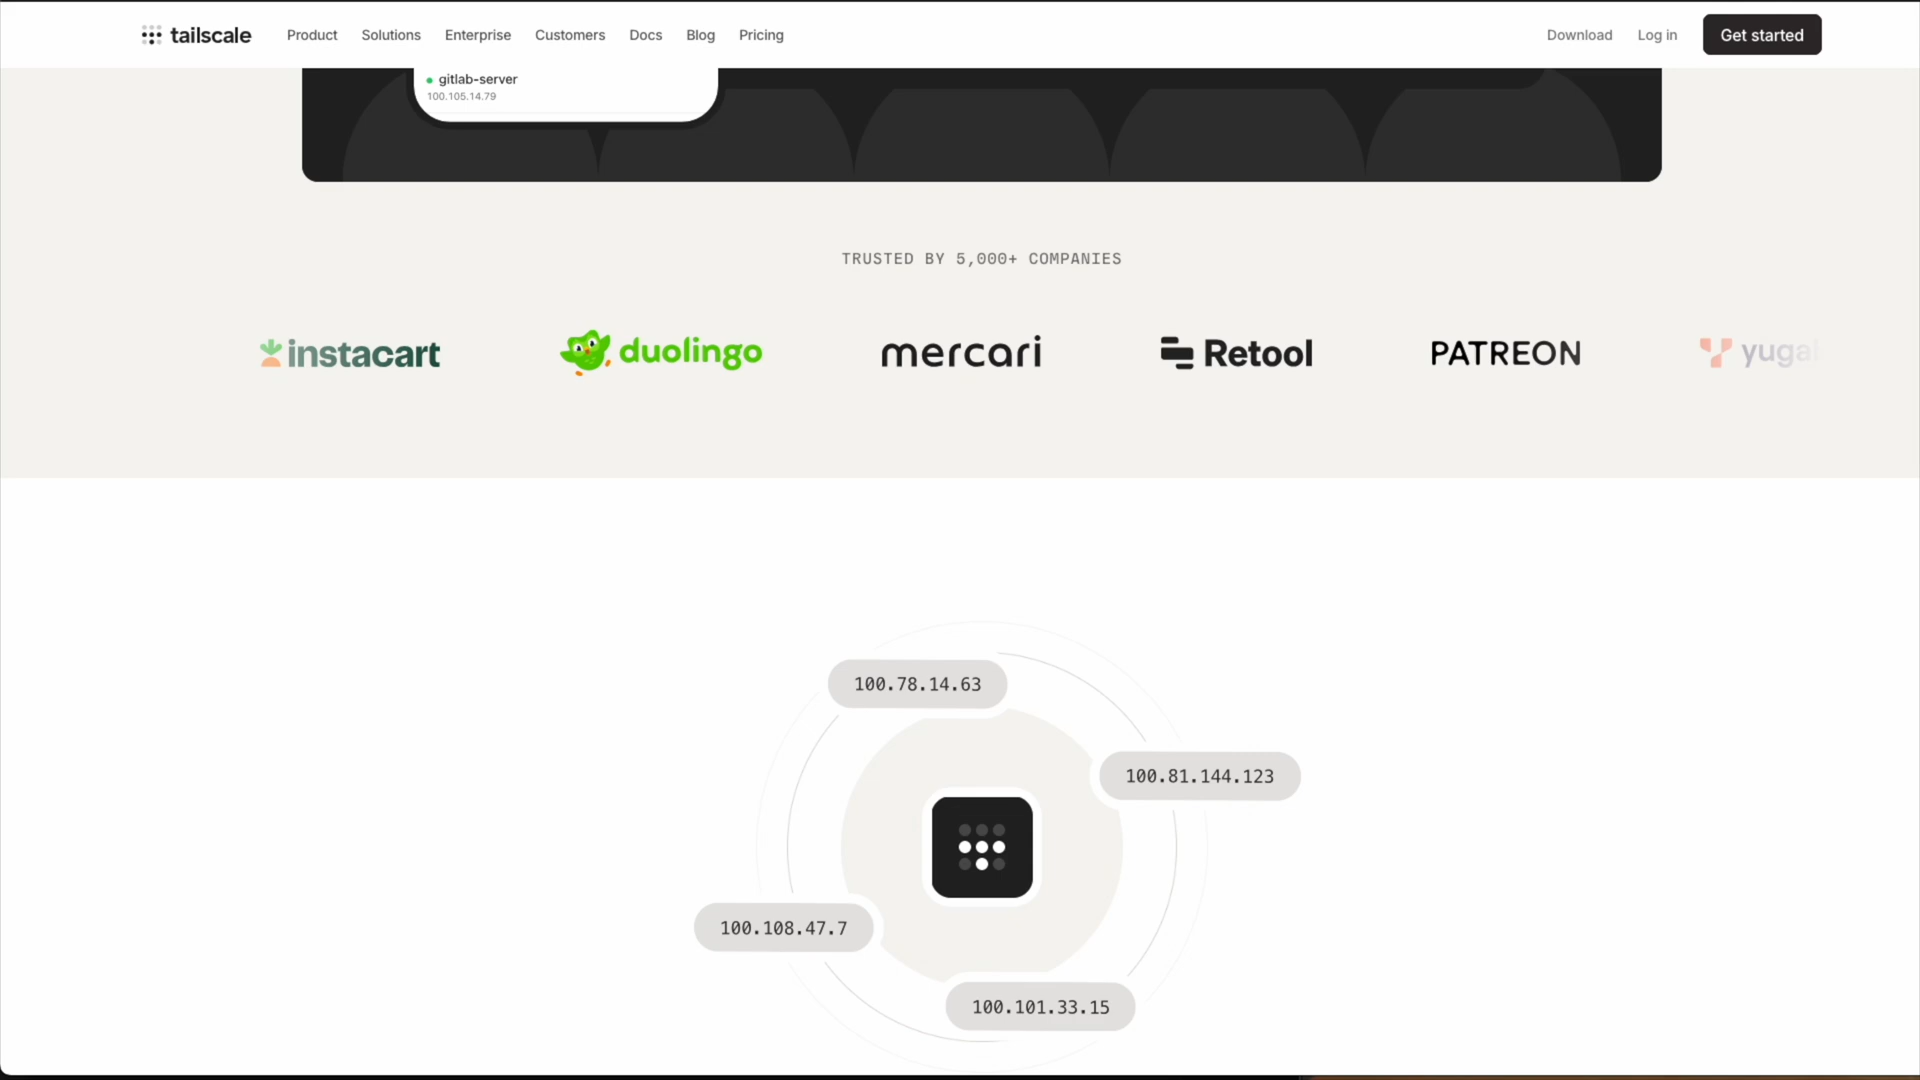 tailscale Product Solutions Enterprise Customers Docs Blog Pricing Download Log in Get started
gitlab-server
100.105.14.79
TRUSTED BY 5,000+ COMPANIES
instacart duolingo mercari Retool PATREON yuga
100.78.14.63
100.81.144.123
100.108.47.7
100.101.33.15